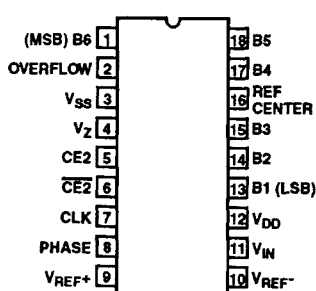 (MSB) B6 1
OVERFLOW 2
VSS 3
VZ 4
CE2 5
CE2 6
CLK 7
PHASE 8
VREF+ 9
18 B5
17 B4
16 REF
CENTER
15 B3
14 B2
13 B1 (LSB)
12 VDD
11 VIN
10 VREF-